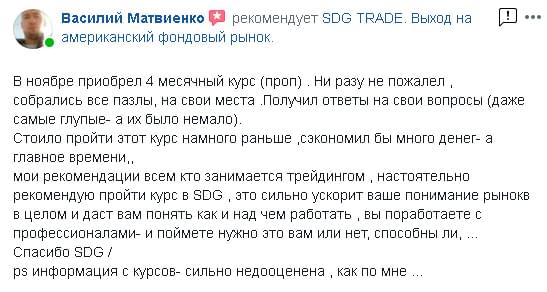 Василий Матвиенко рекомендует SDG TRADE. Выход на
американский фондовый рынок.
В ноябре приобрел 4 месячный курс (проп) . Ни разу не пожалел ,
собрались все пазлы, на свои места .Получил ответы на свои вопросы (даже
самые глупые- а их было немало).
Стоило пройти этот курс намного раньше ,сэкономил бы много денег- а
главное времени,,
мои рекомендации всем кто занимается трейдингом , настоятельно
рекомендую пройти курс в SDG , это сильно ускорит ваше понимание рынокв
в целом и даст вам понять как и над чем работать , вы поработаете с
профессионалами- и поймете нужно это вам или нет, способны ли, ...
Спасибо SDG /
ps информация с курсов- сильно недооценена , как по мне ...